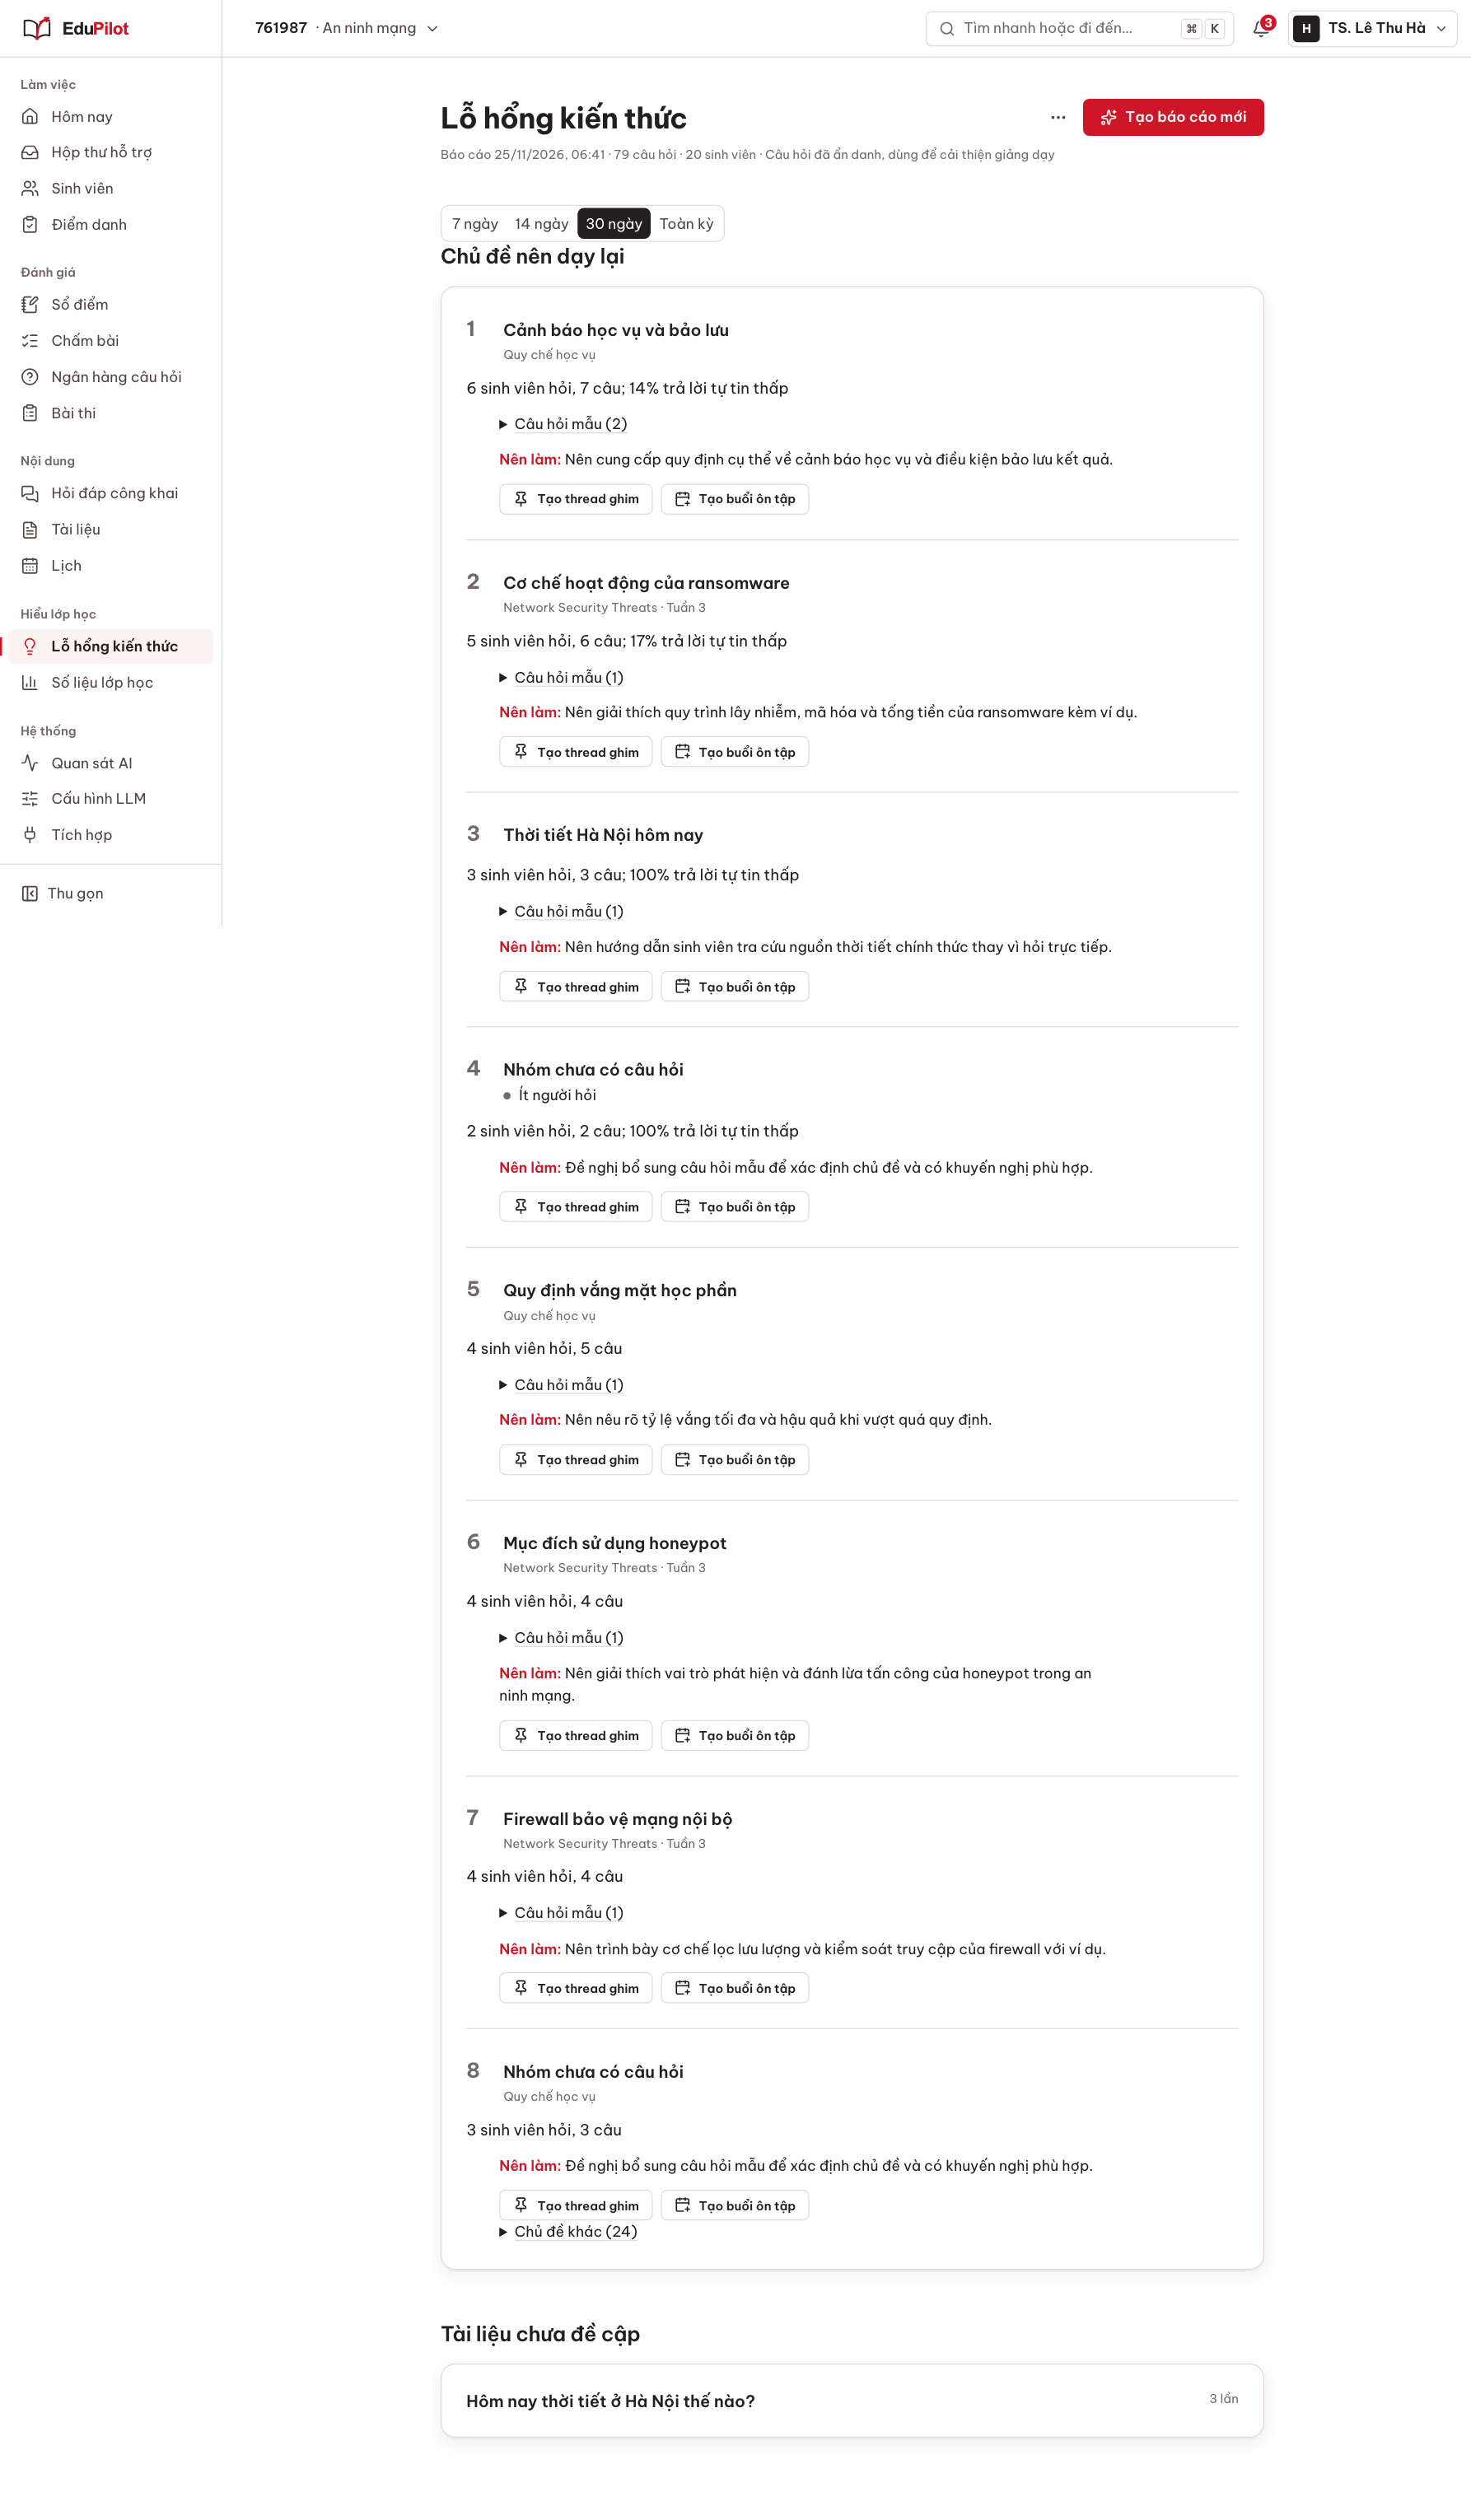 EduPilot
761987 · An ninh mạng
Tìm nhanh hoặc đi đến...
⌘ K
3
H TS. Lê Thu Hà
Làm việc
Hôm nay
Hộp thư hỗ trợ
Sinh viên
Điểm danh
Đánh giá
Sổ điểm
Chấm bài
Ngân hàng câu hỏi
Bài thi
Nội dung
Hỏi đáp công khai
Tài liệu
Lịch
Hiểu lớp học
Lỗ hổng kiến thức
Số liệu lớp học
Hệ thống
Quan sát AI
Cấu hình LLM
Tích hợp
Thu gọn
Lỗ hổng kiến thức
Tạo báo cáo mới
Báo cáo 25/11/2026, 06:41 · 79 câu hỏi · 20 sinh viên · Câu hỏi đã ẩn danh, dùng để cải thiện giảng dạy
7 ngày 14 ngày 30 ngày Toàn kỳ
Chủ đề nên dạy lại
1 Cảnh báo học vụ và bảo lưu
Quy chế học vụ
6 sinh viên hỏi, 7 câu; 14% trả lời tự tin thấp
Câu hỏi mẫu (2)
Nên làm: Nên cung cấp quy định cụ thể về cảnh báo học vụ và điều kiện bảo lưu kết quả.
Tạo thread ghim Tạo buổi ôn tập
2 Cơ chế hoạt động của ransomware
Network Security Threats · Tuần 3
5 sinh viên hỏi, 6 câu; 17% trả lời tự tin thấp
Câu hỏi mẫu (1)
Nên làm: Nên giải thích quy trình lây nhiễm, mã hóa và tống tiền của ransomware kèm ví dụ.
Tạo thread ghim Tạo buổi ôn tập
3 Thời tiết Hà Nội hôm nay
3 sinh viên hỏi, 3 câu; 100% trả lời tự tin thấp
Câu hỏi mẫu (1)
Nên làm: Nên hướng dẫn sinh viên tra cứu nguồn thời tiết chính thức thay vì hỏi trực tiếp.
Tạo thread ghim Tạo buổi ôn tập
4 Nhóm chưa có câu hỏi
Ít người hỏi
2 sinh viên hỏi, 2 câu; 100% trả lời tự tin thấp
Nên làm: Đề nghị bổ sung câu hỏi mẫu để xác định chủ đề và có khuyến nghị phù hợp.
Tạo thread ghim Tạo buổi ôn tập
5 Quy định vắng mặt học phần
Quy chế học vụ
4 sinh viên hỏi, 5 câu
Câu hỏi mẫu (1)
Nên làm: Nên nêu rõ tỷ lệ vắng tối đa và hậu quả khi vượt quá quy định.
Tạo thread ghim Tạo buổi ôn tập
6 Mục đích sử dụng honeypot
Network Security Threats · Tuần 3
4 sinh viên hỏi, 4 câu
Câu hỏi mẫu (1)
Nên làm: Nên giải thích vai trò phát hiện và đánh lừa tấn công của honeypot trong an
ninh mạng.
Tạo thread ghim Tạo buổi ôn tập
7 Firewall bảo vệ mạng nội bộ
Network Security Threats · Tuần 3
4 sinh viên hỏi, 4 câu
Câu hỏi mẫu (1)
Nên làm: Nên trình bày cơ chế lọc lưu lượng và kiểm soát truy cập của firewall với ví dụ.
Tạo thread ghim Tạo buổi ôn tập
8 Nhóm chưa có câu hỏi
Quy chế học vụ
3 sinh viên hỏi, 3 câu
Nên làm: Đề nghị bổ sung câu hỏi mẫu để xác định chủ đề và có khuyến nghị phù hợp.
Tạo thread ghim Tạo buổi ôn tập
Chủ đề khác (24)
Tài liệu chưa đề cập
Hôm nay thời tiết ở Hà Nội thế nào? 3 lần